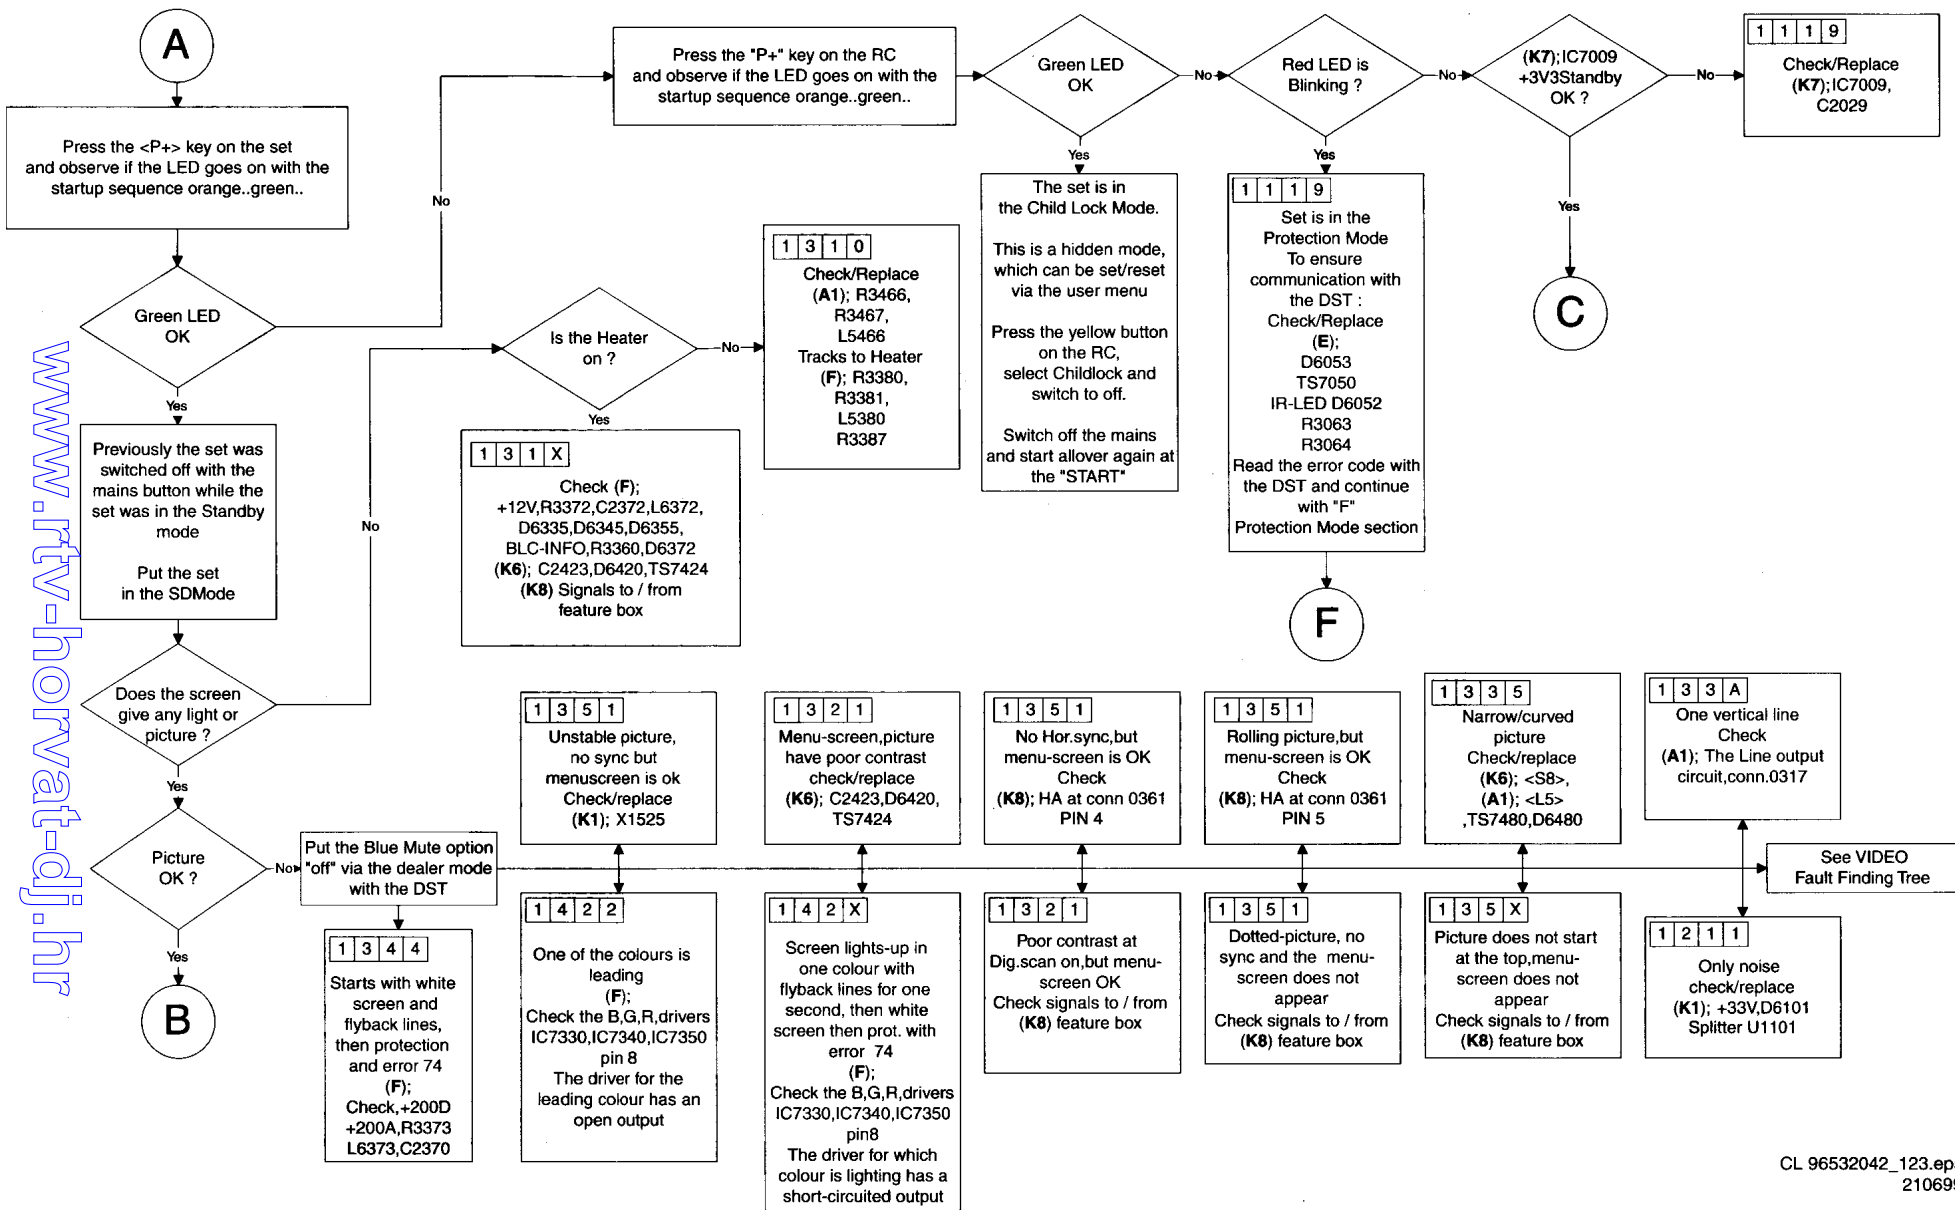 A
Press the <P+> key on the set
and observe if the LED goes on with the
startup sequence orange..green..
Green LED
OK
No
Yes
Previously the set was
switched off with the
mains button while the
set was in the Standby
mode
Put the set
in the SDMode
Does the screen
give any light or
picture ?
No
Yes
Picture
OK ?
No
Yes
B
Press the "P+" key on the RC
and observe if the LED goes on with the
startup sequence orange..green..
Green LED
OK
No
Yes
The set is in
the Child Lock Mode.
This is a hidden mode,
which can be set/reset
via the user menu
Press the yellow button
on the RC,
select Childlock and
switch to off.
Switch off the mains
and start allover again at
the "START"
Red LED is
Blinking ?
No
Yes
1 1 1 9
Set is in the
Protection Mode
To ensure
communication with
the DST :
Check/Replace
(E);
D6053
TS7050
IR-LED D6052
R3063
R3064
Read the error code with
the DST and continue
with "F"
Protection Mode section
F
(K7);IC7009
+3V3Standby
OK ?
No
Yes
C
1 1 1 9
Check/Replace
(K7);IC7009,
C2029
Is the Heater
on ?
No
Yes
1 3 1 0
Check/Replace
(A1); R3466,
R3467,
L5466
Tracks to Heater
(F); R3380,
R3381,
L5380
R3387
1 3 1 X
Check (F);
+12V,R3372,C2372,L6372,
D6335,D6345,D6355,
BLC-INFO,R3360,D6372
(K6); C2423,D6420,TS7424
(K8) Signals to / from
feature box
1 3 5 1
Unstable picture,
no sync but
menuscreen is ok
Check/replace
(K1); X1525
1 3 2 1
Menu-screen,picture
have poor contrast
check/replace
(K6); C2423,D6420,
TS7424
1 3 5 1
No Hor.sync,but
menu-screen is OK
Check
(K8); HA at conn 0361
PIN 4
1 3 5 1
Rolling picture,but
menu-screen is OK
Check
(K8); HA at conn 0361
PIN 5
1 3 3 5
Narrow/curved
picture
Check/replace
(K6); <S8>,
(A1); <L5>
,TS7480,D6480
1 3 3 A
One vertical line
Check
(A1); The Line output
circuit,conn.0317
Put the Blue Mute option
"off" via the dealer mode
with the DST
See VIDEO
Fault Finding Tree
1 3 4 4
Starts with white
screen and
flyback lines,
then protection
and error 74
(F);
Check,+200D
+200A,R3373
L6373,C2370
1 4 2 2
One of the colours is
leading
(F);
Check the B,G,R,drivers
IC7330,IC7340,IC7350
pin 8
The driver for the
leading colour has an
open output
1 4 2 X
Screen lights-up in
one colour with
flyback lines for one
second, then white
screen then prot. with
error 74
(F);
Check the B,G,R,drivers
IC7330,IC7340,IC7350
pin8
The driver for which
colour is lighting has a
short-circuited output
1 3 2 1
Poor contrast at
Dig.scan on,but menu-
screen OK
Check signals to / from
(K8) feature box
1 3 5 1
Dotted-picture, no
sync and the menu-
screen does not
appear
Check signals to / from
(K8) feature box
1 3 5 X
Picture does not start
at the top,menu-
screen does not
appear
Check signals to / from
(K8) feature box
1 2 1 1
Only noise
check/replace
(K1); +33V,D6101
Splitter U1101
CL 96532042_123.eps
210699
www.rtv-horvat-dj.hr